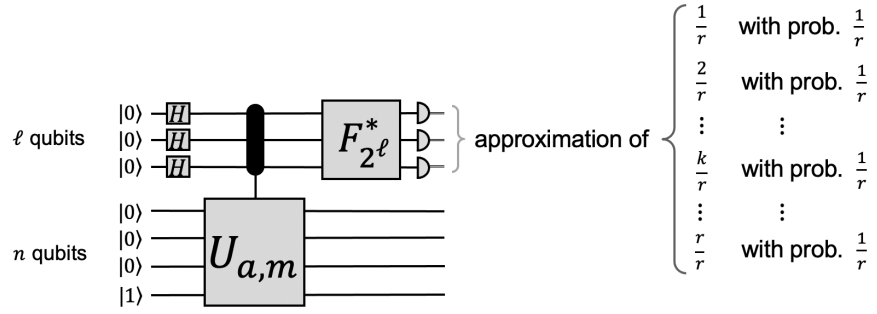 ℓ qubits
|0⟩ H
|0⟩ H
|0⟩ H
F*₂ℓ
n qubits
|0⟩
|0⟩
|0⟩
|1⟩
U_{a,m}
approximation of
1/r with prob. 1/r
2/r with prob. 1/r
⋮ ⋮
k/r with prob. 1/r
⋮ ⋮
r/r with prob. 1/r